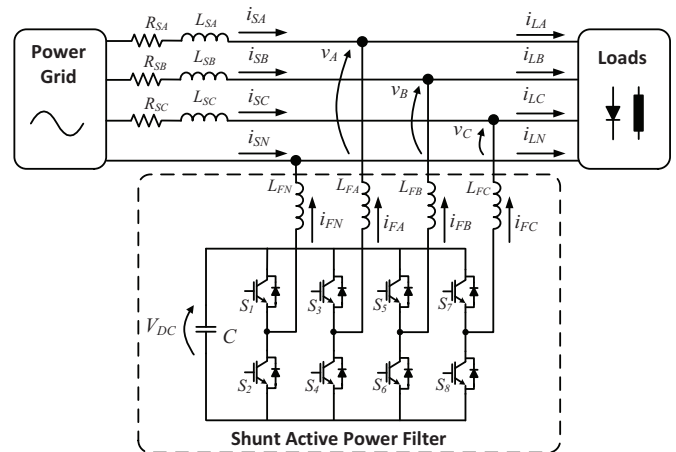 Power
Grid
R_SA
L_SA
i_SA
i_LA
R_SB
L_SB
i_SB
v_A
i_LB
R_SC
L_SC
i_SC
v_B
i_LC
i_SN
v_C
i_LN
Loads
L_FN
L_FA
L_FB
L_FC
i_FN
i_FA
i_FB
i_FC
V_DC
C
S_1
S_3
S_5
S_7
S_2
S_4
S_6
S_8
Shunt Active Power Filter